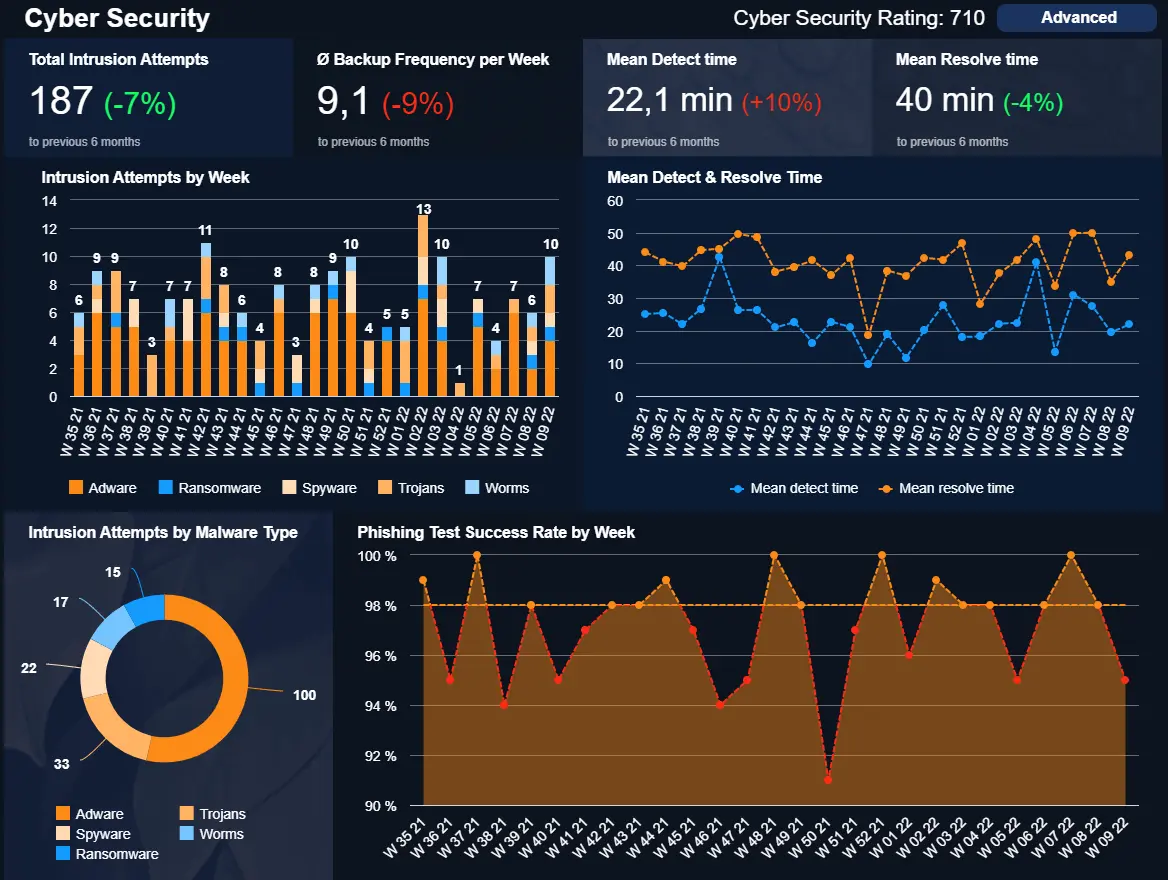 Cyber Security
Cyber Security Rating: 710 Advanced
Total Intrusion Attempts
187 (-7%)
to previous 6 months
Ø Backup Frequency per Week
9,1 (-9%)
to previous 6 months
Mean Detect time
22,1 min (+10%)
to previous 6 months
Mean Resolve time
40 min (-4%)
to previous 6 months
Intrusion Attempts by Week
14
12
10
8
6
4
2
0
6 9 9 7 3 7 7 11 8 6 4 8 3 8 9 10 4 5 5 13 10 1 7 4 7 6 10
W 35 21 W 36 21 W 37 21 W 38 21 W 39 21 W 40 21 W 41 21 W 42 21 W 43 21 W 44 21 W 45 21 W 46 21 W 47 21 W 48 21 W 49 21 W 50 21 W 51 21 W 52 21 W 01 22 W 02 22 W 03 22 W 04 22 W 05 22 W 06 22 W 07 22 W 08 22 W 09 22
Adware Ransomware Spyware Trojans Worms
Mean Detect & Resolve Time
60
50
40
30
20
10
0
W 35 21 W 36 21 W 37 21 W 38 21 W 39 21 W 40 21 W 41 21 W 42 21 W 43 21 W 44 21 W 45 21 W 46 21 W 47 21 W 48 21 W 49 21 W 50 21 W 51 21 W 52 21 W 01 22 W 02 22 W 03 22 W 04 22 W 05 22 W 06 22 W 07 22 W 08 22 W 09 22
Mean detect time Mean resolve time
Intrusion Attempts by Malware Type
15
17
22
100
33
Adware Trojans
Spyware Worms
Ransomware
Phishing Test Success Rate by Week
100 %
98 %
96 %
94 %
92 %
90 %
W 35 21 W 36 21 W 37 21 W 38 21 W 39 21 W 40 21 W 41 21 W 42 21 W 43 21 W 44 21 W 45 21 W 46 21 W 47 21 W 48 21 W 49 21 W 50 21 W 51 21 W 52 21 W 01 22 W 02 22 W 03 22 W 04 22 W 05 22 W 06 22 W 07 22 W 08 22 W 09 22